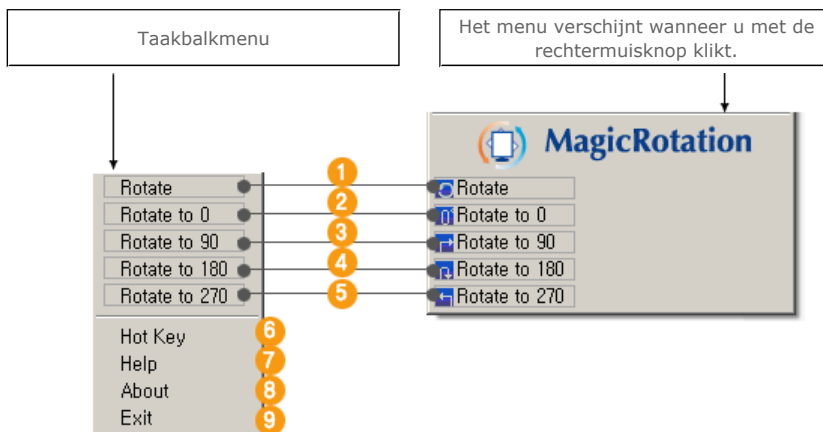 Taakbalkmenu
Het menu verschijnt wanneer u met de
rechtermuisknop klikt.
MagicRotation
Rotate
Rotate to 0
Rotate to 90
Rotate to 180
Rotate to 270
Hot Key
Help
About
Exit
1
2
3
4
5
6
7
8
9
Rotate
Rotate to 0
Rotate to 90
Rotate to 180
Rotate to 270